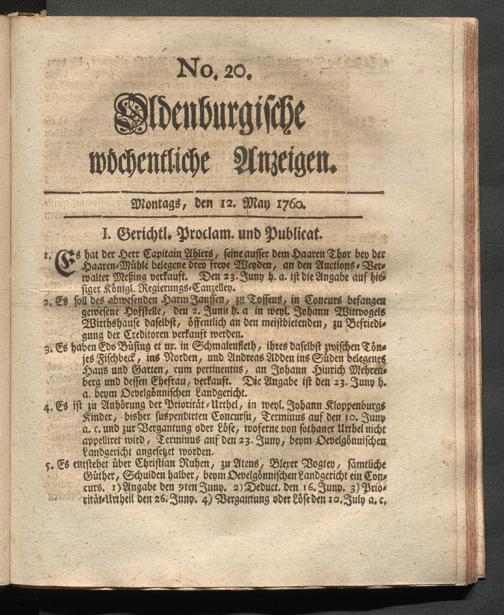 No. 20.
Oldenburgische
wöchentliche Anzeigen.
Montags, den 12. May 1760.
I. Gerichtl. Proclam. und Publicat.
1. Es hat der Herr Capitain Ahlers, seine ausser dem Haaren Thor bey der
Haaren-Mühle belegene drey freye Weyden, an den Auctions-Ver-
walter Meßing verkauft. Den 23. Juny h. a. ist die Angabe auf hie-
siger Königl. Regierungs-Cantzelley.
2. Es soll des abwesenden Harm Janssen, zu Tossens, in Concurs befangen
gewesene Hofstelle, den 2. Junii h. a in weyl. Johann Wittvogels
Wirthshause daselbst, öffentlich an den meistbietenden, zu Befriedi-
gung der Creditoren verkauft werden.
3. Es haben Edo Büsing et ux. in Schmalenfleth, ihres daselbst zwischen Tön-
jes Fischbeck, ins Norden, und Andreas Adden ins Süden belegenes
Haus und Garten, cum pertinentiis, an Johann Hinrich Mehren-
berg und dessen Ehefrau, verkauft. Die Angabe ist den 23. Juny h.
a. beym Oevelgönnischen Landgericht.
4. Es ist zu Anhörung der Priorität-Urthel, in weyl. Johann Kloppenburgs
Kinder, bisher suspendirten Concursu, Terminus auf den 10. Juny
a. c. und zur Vergantung oder Löse, woferne von sothaner Urthel nicht
appelliret wird, Terminus auf den 23. Juny, beym Oevelgönnischen
Landgericht angesetzt worden.
5. Es entstehet über Christian Ruhen, zu Atens, Blexer Vogtey, sämtliche
Güther, Schulden halber, beym Oevelgönnischen Landgericht ein Con-
curs. 1) Angabe den 9ten Juny. 2) Deduct. den 16. Juny. 3) Prio-
rität-Urtheil den 26. Juny. 4) Vergantung oder Löse den 10. July a. c.